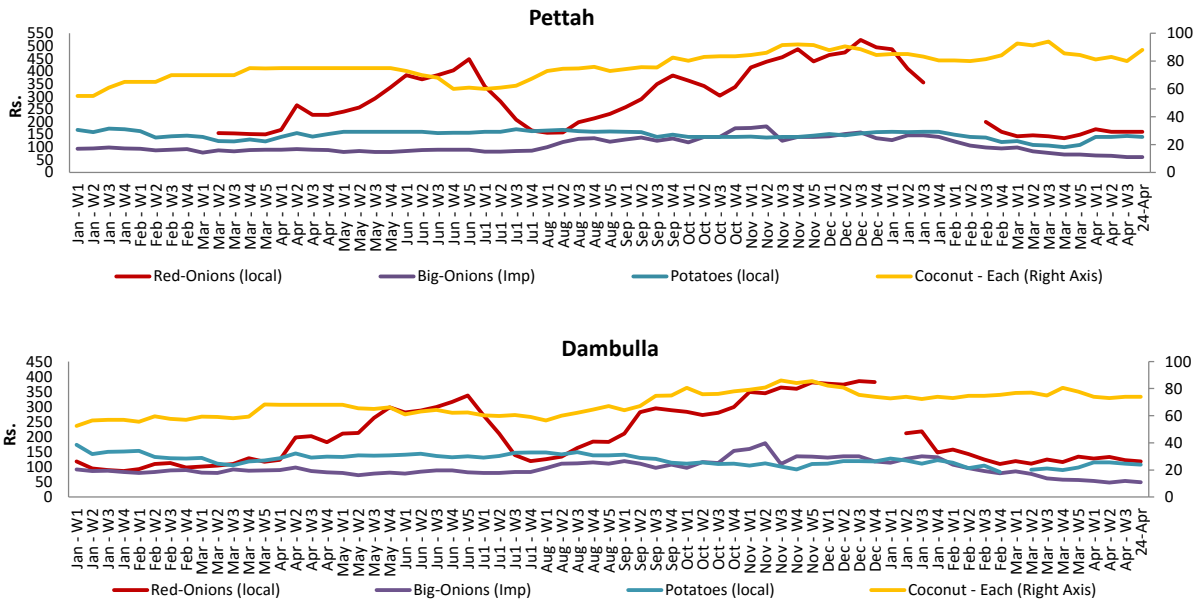 Pettah
550
500
450
400
350
300
250
200
150
100
50
0
Rs.
100
80
60
40
20
0
Jan - W1
Jan - W2
Jan - W3
Jan - W4
Feb - W1
Feb - W2
Feb - W3
Feb - W4
Mar - W1
Mar - W2
Mar - W3
Mar - W4
Mar - W5
Apr - W1
Apr - W2
Apr - W3
Apr - W4
May - W1
May - W2
May - W3
May - W4
Jun - W1
Jun - W2
Jun - W3
Jun - W4
Jun - W5
Ju1 - W1
Ju1 - W2
Ju1 - W3
Ju1 - W4
Aug - W1
Aug - W2
Aug - W3
Aug - W4
Aug - W5
Sep - W1
Sep - W2
Sep - W3
Sep - W4
Oct - W1
Oct - W2
Oct - W3
Oct - W4
Nov - W1
Nov - W2
Nov - W3
Nov - W4
Nov - W5
Dec - W1
Dec - W2
Dec - W3
Dec - W4
Jan - W1
Jan - W2
Jan - W3
Jan - W4
Feb - W1
Feb - W2
Feb - W3
Feb - W4
Mar - W1
Mar - W2
Mar - W3
Mar - W4
Mar - W5
Apr - W1
Apr - W2
Apr - W3
24-Apr
Red-Onions (local) Big-Onions (Imp) Potatoes (local) Coconut - Each (Right Axis)
Dambulla
450
400
350
300
250
200
150
100
50
0
Rs.
100
80
60
40
20
0
Jan - W1
Jan - W2
Jan - W3
Jan - W4
Feb - W1
Feb - W2
Feb - W3
Feb - W4
Mar - W1
Mar - W2
Mar - W3
Mar - W4
Mar - W5
Apr - W1
Apr - W2
Apr - W3
Apr - W4
May - W1
May - W2
May - W3
May - W4
Jun - W1
Jun - W2
Jun - W3
Jun - W4
Jun - W5
Ju1 - W1
Ju1 - W2
Ju1 - W3
Ju1 - W4
Aug - W1
Aug - W2
Aug - W3
Aug - W4
Aug - W5
Sep - W1
Sep - W2
Sep - W3
Sep - W4
Oct - W1
Oct - W2
Oct - W3
Oct - W4
Nov - W1
Nov - W2
Nov - W3
Nov - W4
Nov - W5
Dec - W1
Dec - W2
Dec - W3
Dec - W4
Jan - W1
Jan - W2
Jan - W3
Jan - W4
Feb - W1
Feb - W2
Feb - W3
Feb - W4
Mar - W1
Mar - W2
Mar - W3
Mar - W4
Mar - W5
Apr - W1
Apr - W2
Apr - W3
24-Apr
Red-Onions (local) Big-Onions (Imp) Potatoes (local) Coconut - Each (Right Axis)